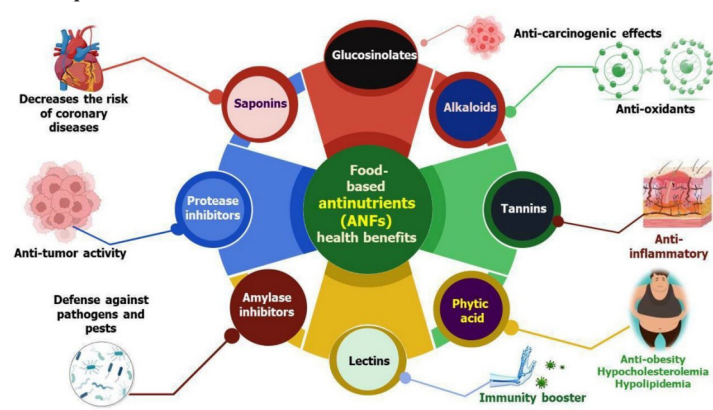 Glucosinolates
Anti-carcinogenic effects
Decreases the risk
of coronary
diseases
Saponins
Alkaloids
Anti-oxidants
Food-
based
antinutrients
(ANFs)
health benefits
Protease
inhibitors
Anti-tumor activity
Tannins
Anti-
inflammatory
Defense against
pathogens and
pests
Amylase
inhibitors
Phytic
acid
Lectins
Immunity booster
Anti-obesity
Hypocholesterolemia
Hypolipidemia